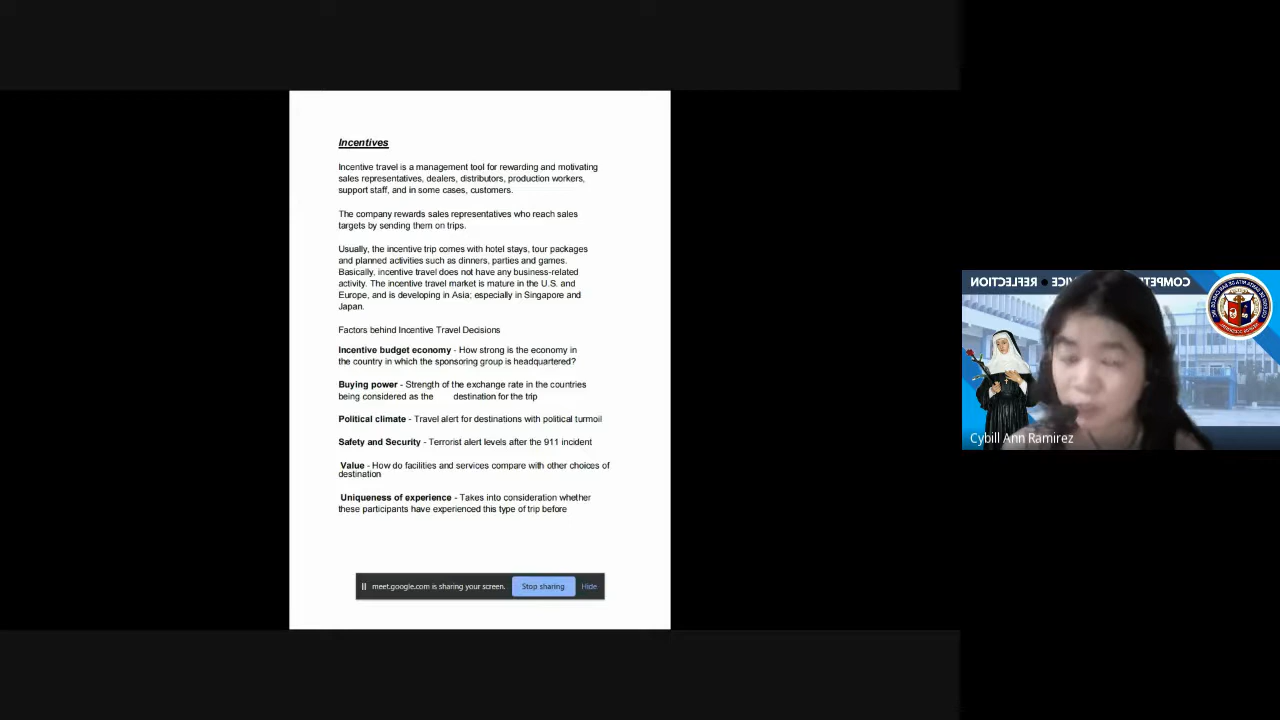 Incentives
Incentive travel is a management tool for rewarding and motivating
sales representatives, dealers, distributors, production workers,
support staff, and in some cases, customers.
The company rewards sales representatives who reach sales
targets by sending them on trips.
Usually, the incentive trip comes with hotel stays, tour packages
and planned activities such as dinners, parties and games.
Basically, incentive travel does not have any business-related
activity. The incentive travel market is mature in the U.S. and
Europe, and is developing in Asia; especially in Singapore and
Japan.
Factors behind Incentive Travel Decisions
Incentive budget economy - How strong is the economy in
the country in which the sponsoring group is headquartered?
Buying power - Strength of the exchange rate in the countries
being considered as the destination for the trip
Political climate - Travel alert for destinations with political turmoil
Safety and Security - Terrorist alert levels after the 911 incident
Value - How do facilities and services compare with other choices of
destination
Uniqueness of experience - Takes into consideration whether
these participants have experienced this type of trip before
meet.google.com is sharing your screen. Stop sharing Hide
REFLECTION
Cybill Ann Ramirez